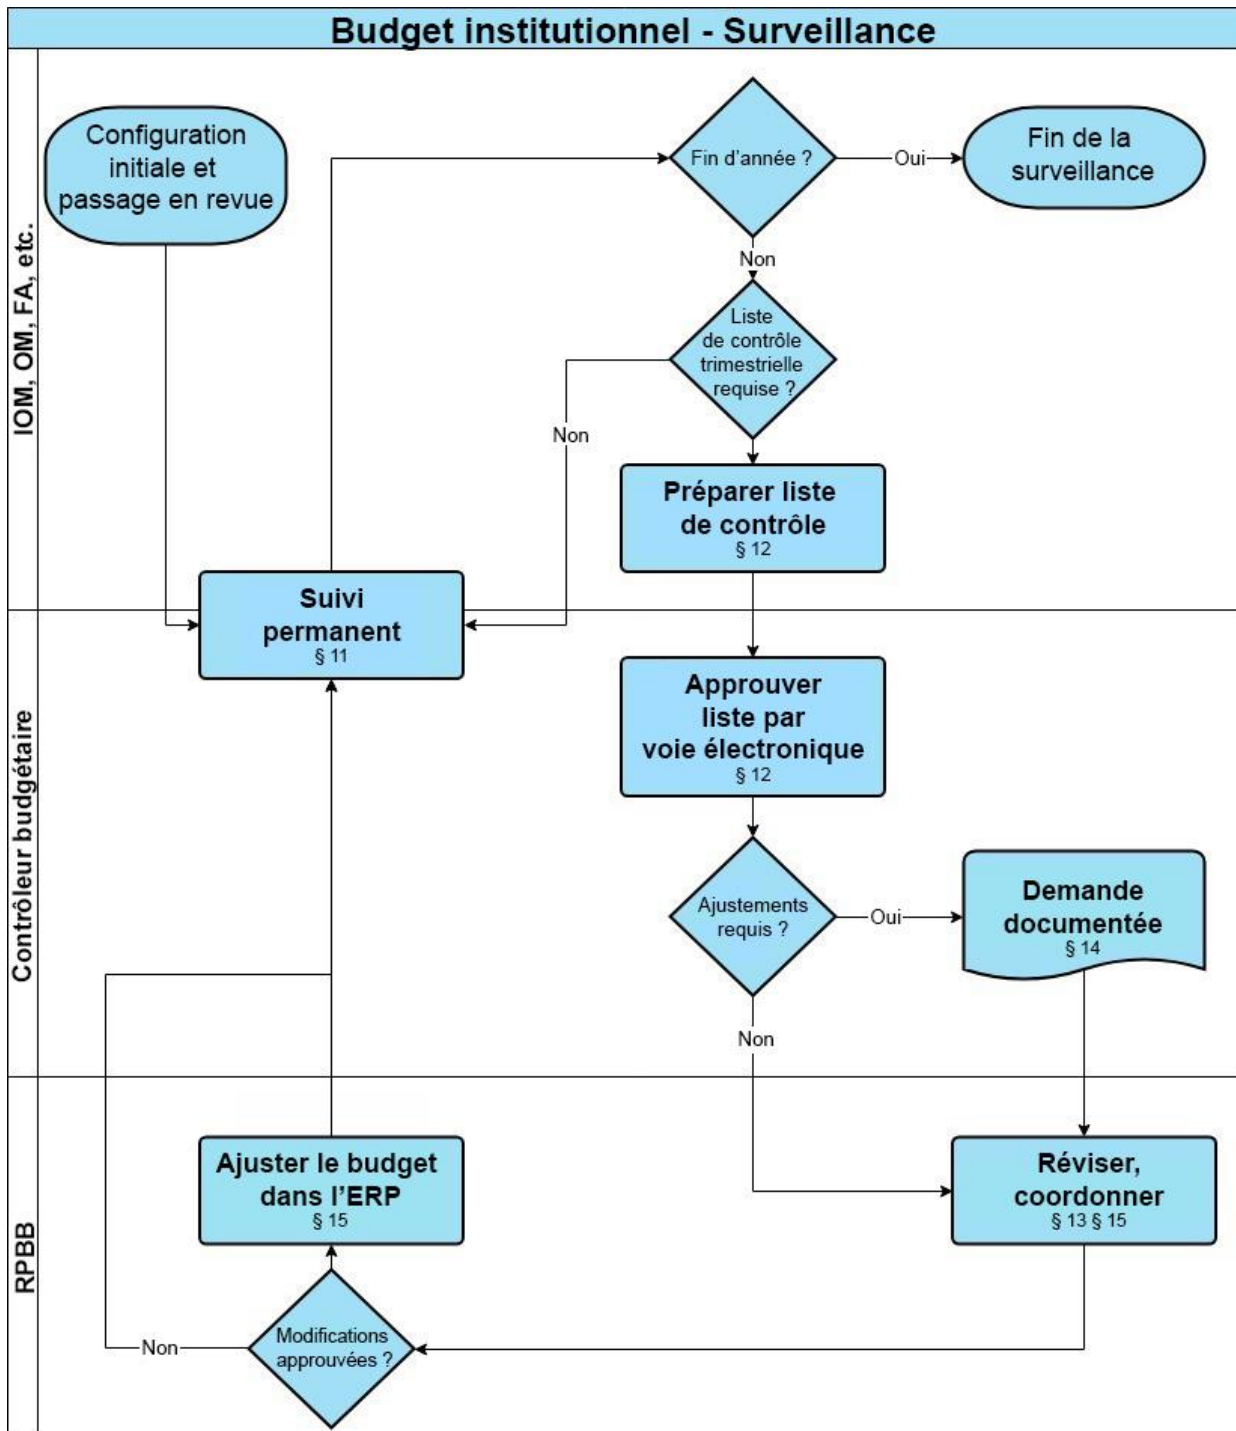 Budget institutionnel - Surveillance
IOM, OM, FA, etc.
Configuration
initiale et
passage en revue
Fin d'année ?
Oui
Fin de la
surveillance
Non
Liste
de contrôle
trimestrielle
requise ?
Non
Préparer liste
de contrôle
§ 12
Suivi
permanent
§ 11
Contrôleur budgétaire
Approuver
liste par
voie électronique
§ 12
Ajustements
requis ?
Oui
Demande
documentée
§ 14
Non
RPBB
Ajuster le budget
dans l'ERP
§ 15
Réviser,
coordonner
§ 13 § 15
Modifications
approuvées ?
Non